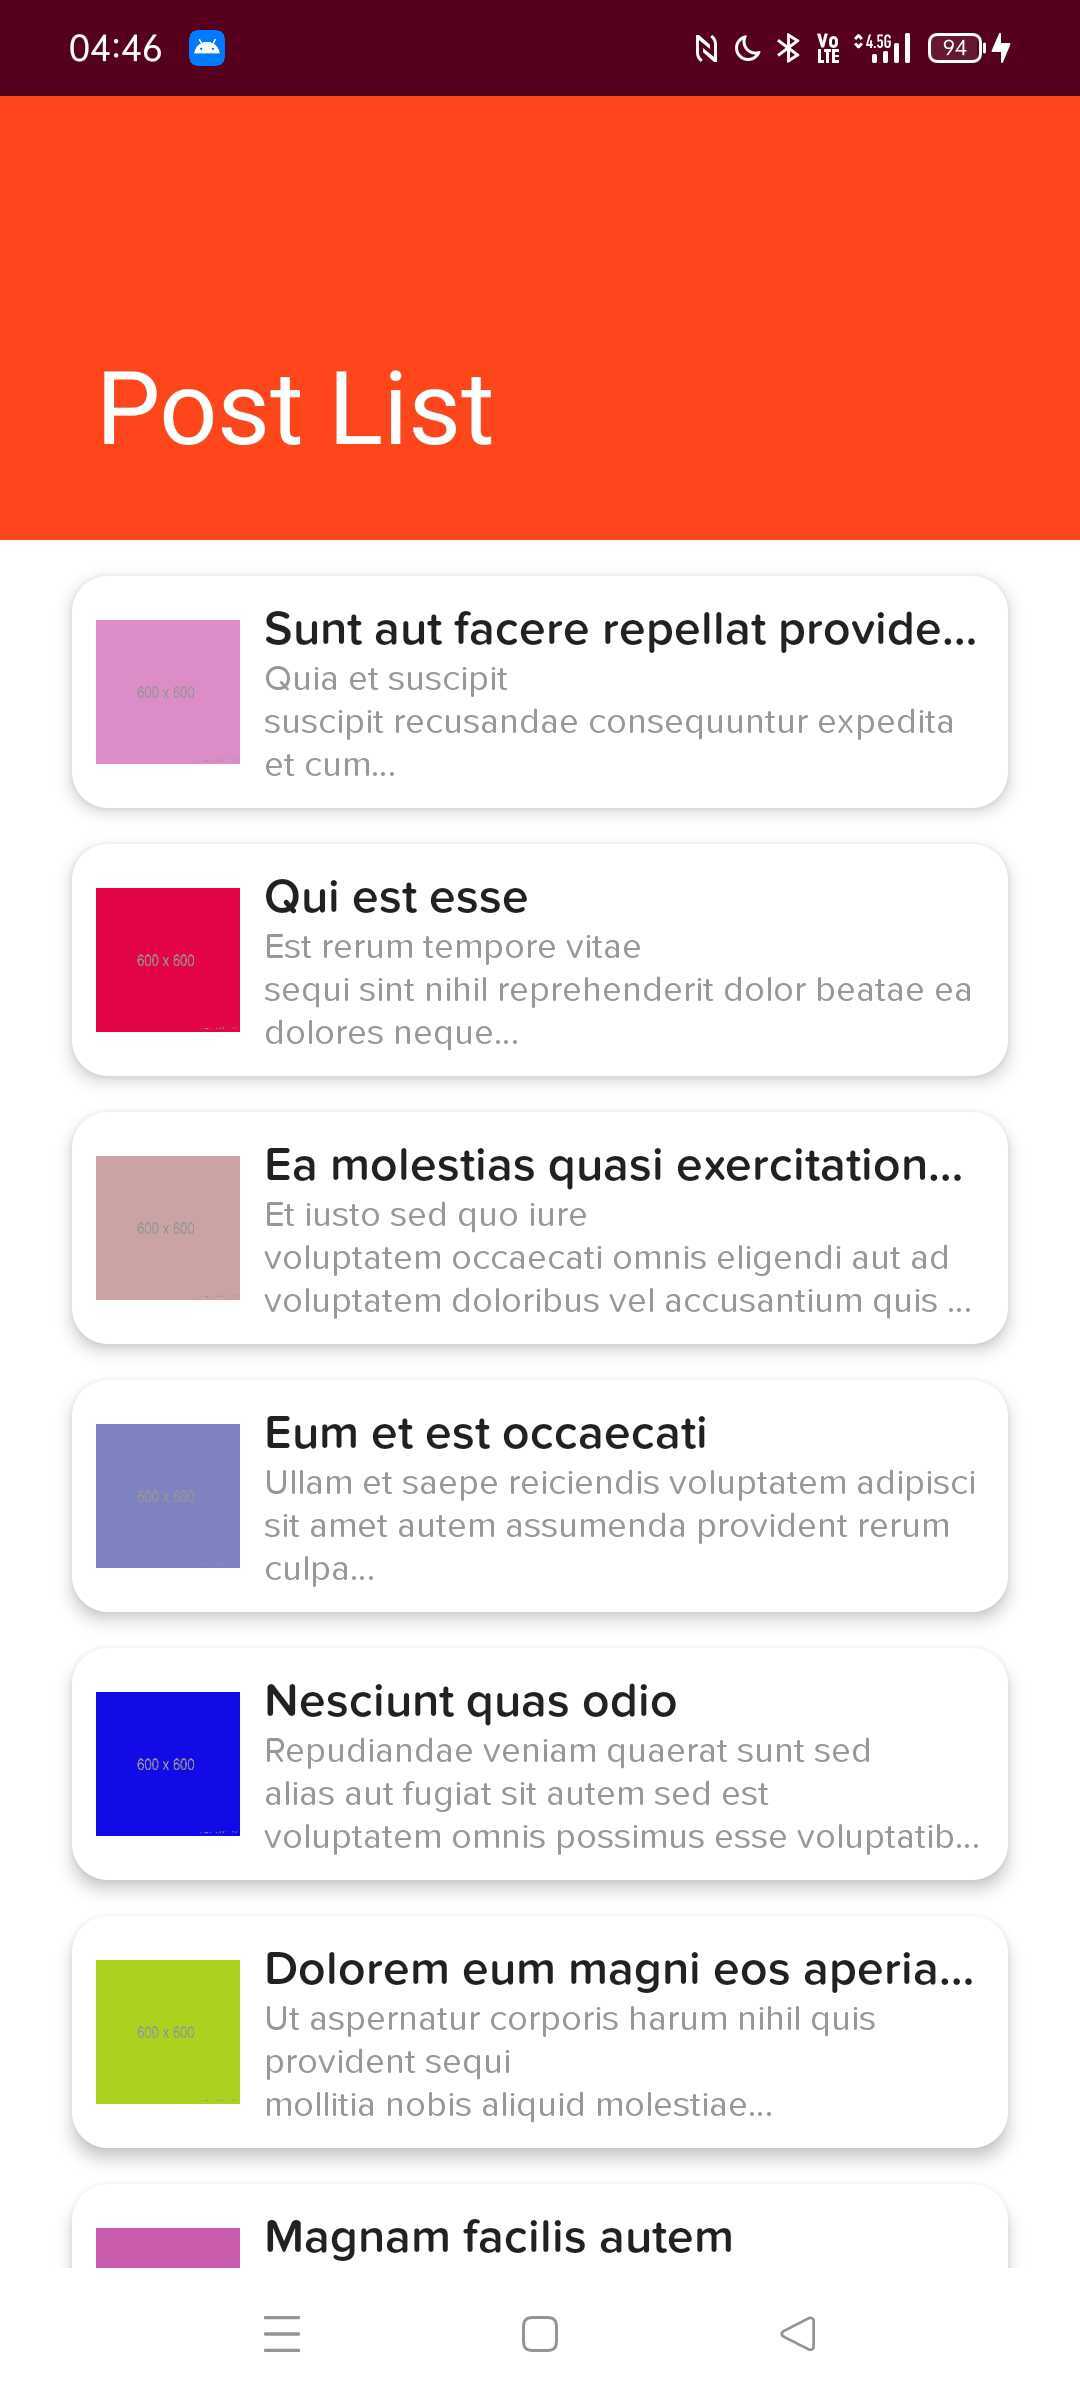 04:46
Vo LTE 4.5G 94
Post List
Sunt aut facere repellat provide...
600 x 600
Quia et suscipit
suscipit recusandae consequuntur expedita
et cum...
Qui est esse
600 x 600
Est rerum tempore vitae
sequi sint nihil reprehenderit dolor beatae ea
dolores neque...
Ea molestias quasi exercitation...
600 x 600
Et iusto sed quo iure
voluptatem occaecati omnis eligendi aut ad
voluptatem doloribus vel accusantium quis ...
Eum et est occaecati
600 x 600
Ullam et saepe reiciendis voluptatem adipisci
sit amet autem assumenda provident rerum
culpa...
Nesciunt quas odio
600 x 600
Repudiandae veniam quaerat sunt sed
alias aut fugiat sit autem sed est
voluptatem omnis possimus esse voluptatib...
Dolorem eum magni eos aperia...
600 x 600
Ut aspernatur corporis harum nihil quis
provident sequi
mollitia nobis aliquid molestiae...
Magnam facilis autem